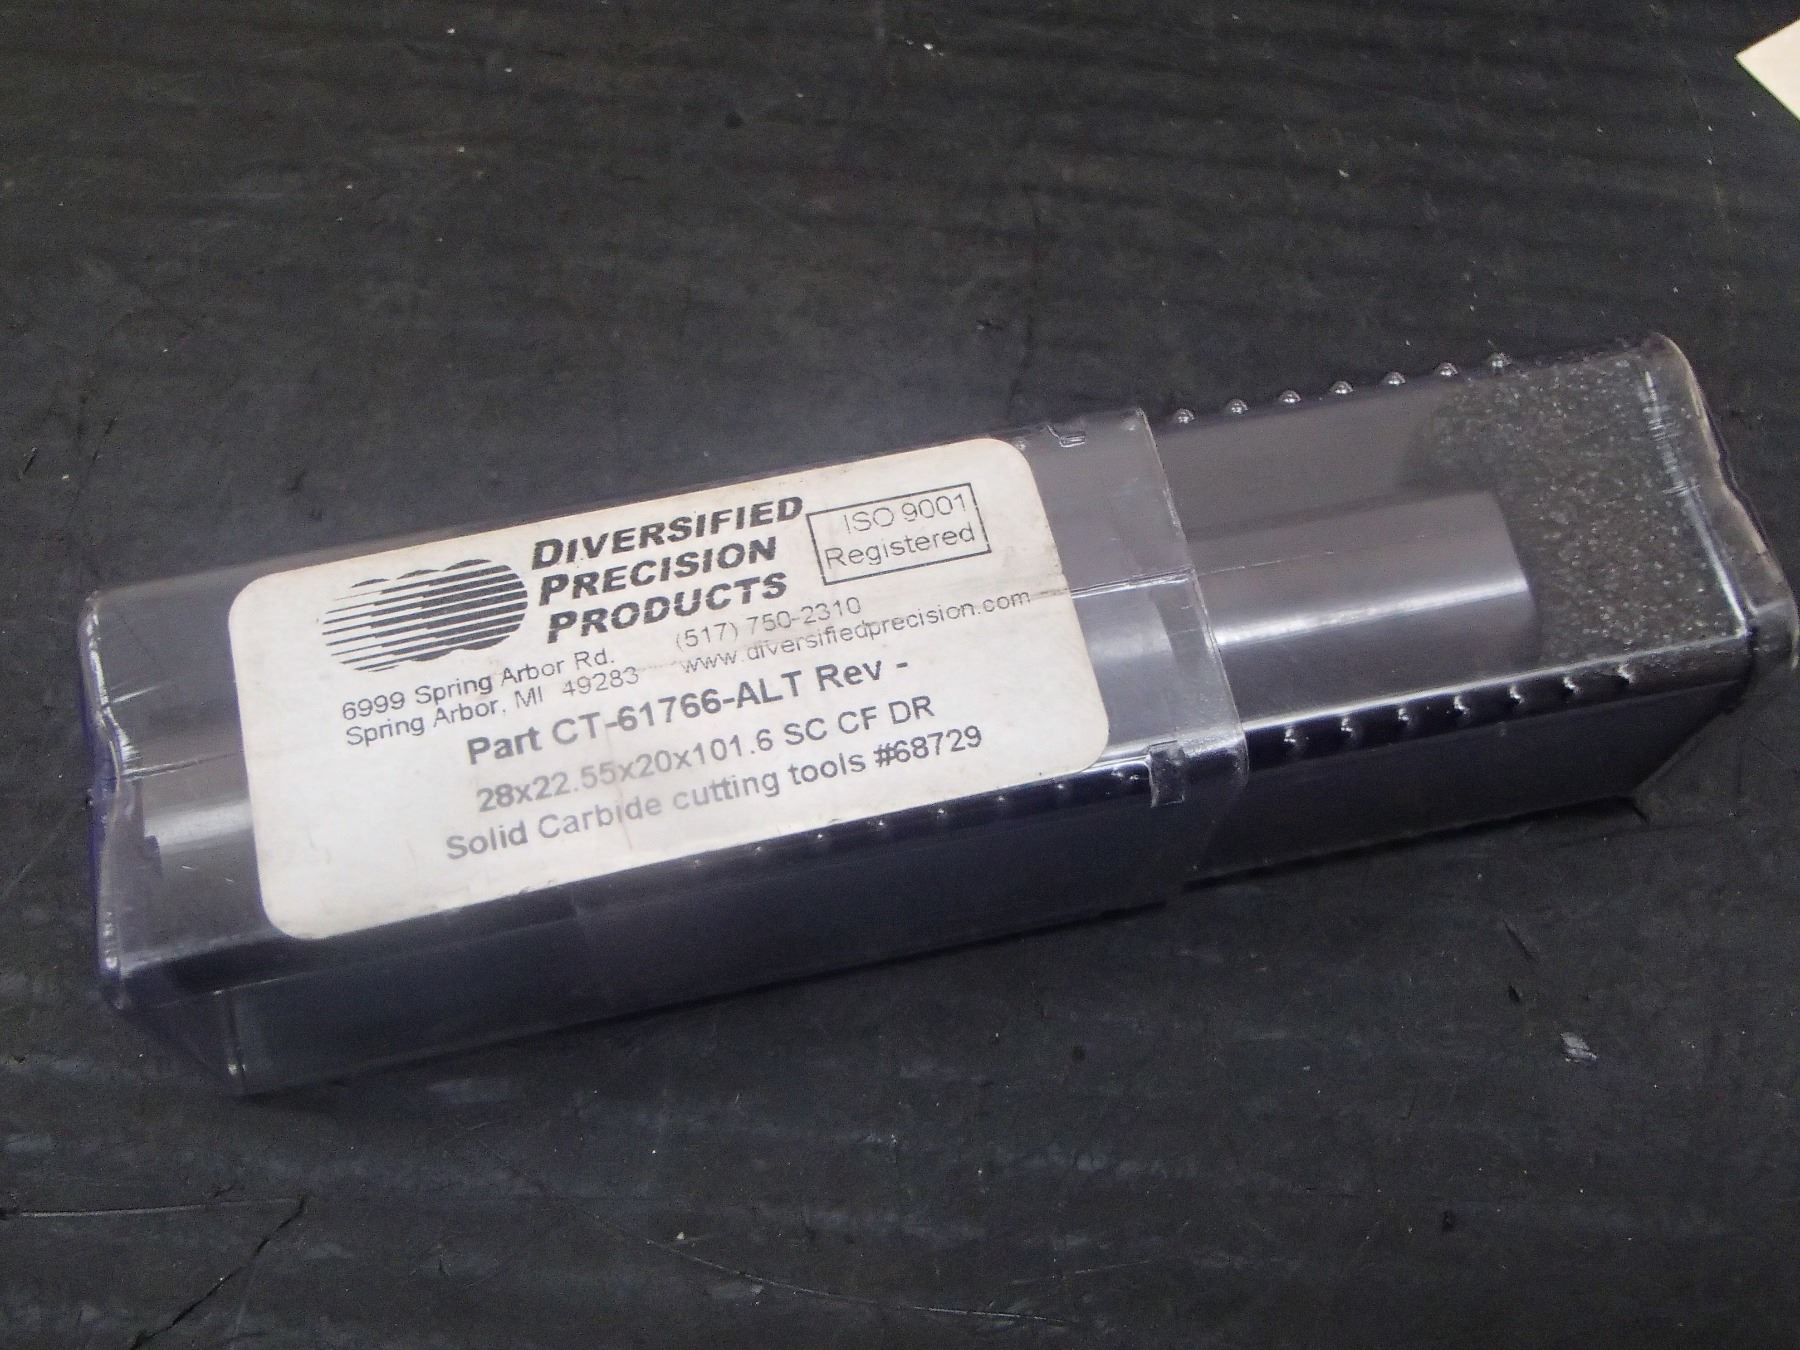 DIVERSIFIED
PRECISION
PRODUCTS
ISO 9001
Registered
6999 Spring Arbor Rd.
Spring Arbor, MI 49283
(517) 750-2310
www.diversifiedprecision.com
Part CT-61766-ALT Rev -
28x22.55x20x101.6 SC CF DR
Solid Carbide cutting tools #68729